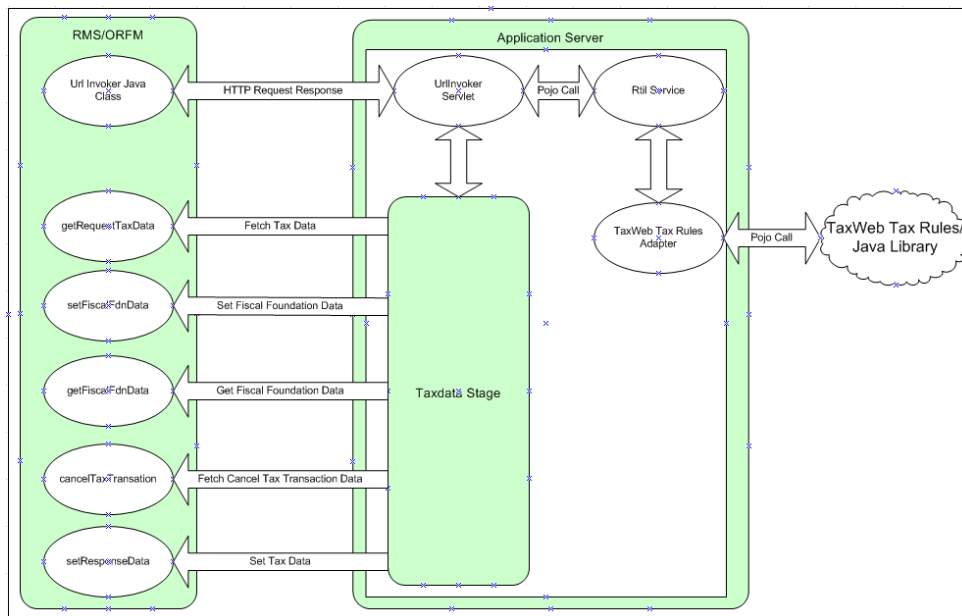 RMS/ORFM
Application Server
Url Invoker Java
Class
HTTP Request Response
UrlInvoker
Servlet
Pojo Call
Rtil Service
getRequestTaxData
Fetch Tax Data
TaxWeb Tax Rules
Adapter
Pojo Call
TaxWeb Tax Rules/
Java Library
setFiscalFdnData
Set Fiscal Foundation Data
getFiscalFdnData
Get Fiscal Foundation Data
Taxdata Stage
cancelTaxTransation
Fetch Cancel Tax Transaction Data
setResponseData
Set Tax Data